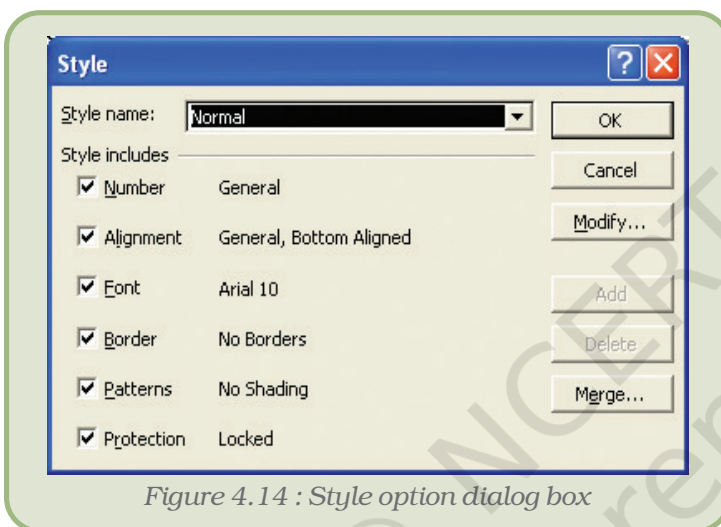 Style
Style name: Normal OK
Style includes Cancel
Number General
Alignment General, Bottom Aligned Modify...
Font Arial 10 Add
Border No Borders Delete
Patterns No Shading Merge...
Protection Locked
Figure 4.14 : Style option dialog box
© NCERT